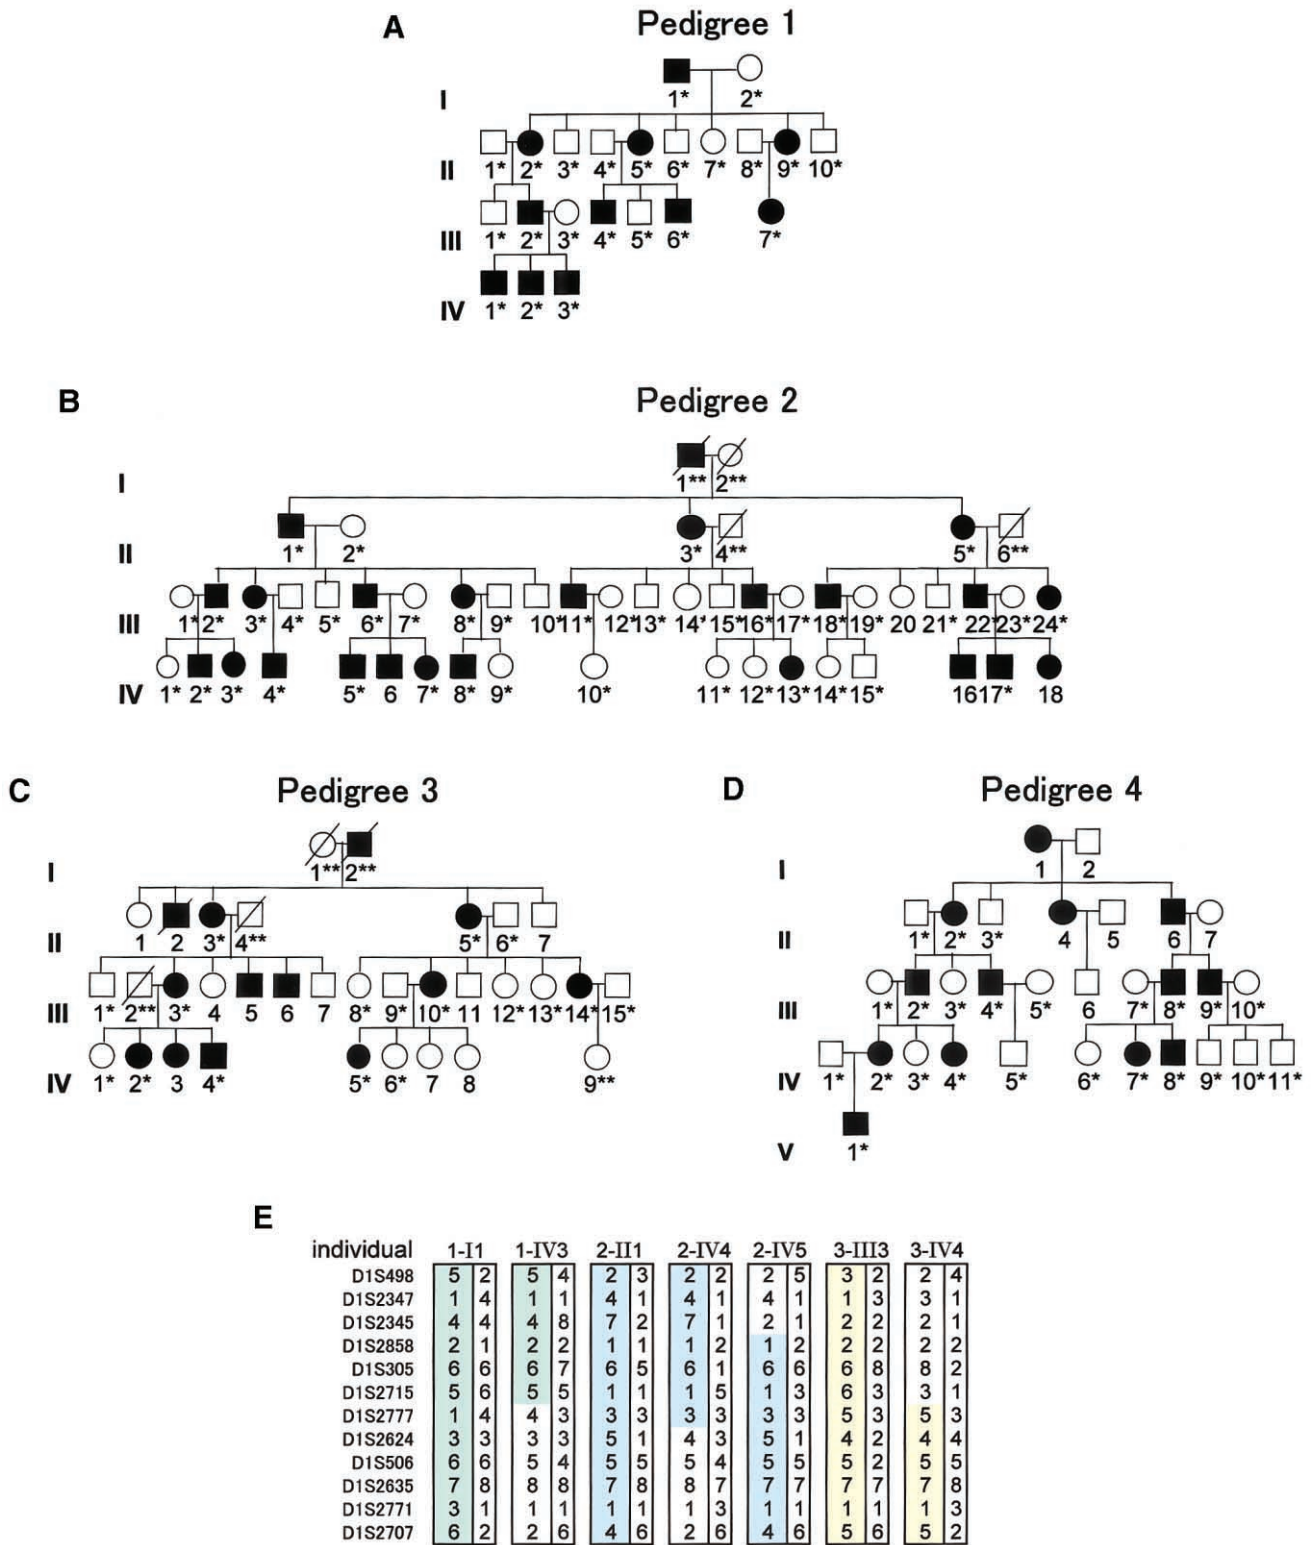 A
Pedigree 1
1* 2*
I
1* 2* 3* 4* 5* 6* 7* 8* 9* 10*
II
1* 2* 3* 4* 5* 6* 7*
III
1* 2* 3*
IV
B
Pedigree 2
1** 2**
I
1* 2* 3* 4** 5* 6**
II
1* 2* 3* 4* 5* 6* 7* 8* 9* 10* 11* 12* 13* 14* 15* 16* 17* 18* 19* 20 21* 22* 23* 24*
III
1* 2* 3* 4* 5* 6 7* 8* 9* 10* 11* 12* 13* 14* 15* 16 17* 18
IV
C
Pedigree 3
1** 2**
I
1 2 3* 4** 5* 6* 7
II
1* 2** 3* 4 5 6 7 8* 9* 10* 11 12* 13* 14* 15*
III
1* 2* 3 4* 5* 6* 7 8 9**
IV
D
Pedigree 4
1 2
I
1* 2* 3* 4 5 6 7
II
1* 2* 3* 4* 5* 6 7* 8* 9* 10*
III
1* 2* 3* 4* 5* 6* 7* 8* 9* 10* 11*
IV
1*
V
E
individual 1-I1 1-IV3 2-II1 2-IV4 2-IV5 3-III3 3-IV4
D1S498 5 2 5 4 2 3 2 2 2 5 3 2 2 4
D1S2347 1 4 1 1 4 1 4 1 4 1 1 3 3 1
D1S2345 4 4 4 8 7 2 7 1 2 1 2 2 2 1
D1S2858 2 1 2 2 1 1 1 2 1 2 2 2 2 2
D1S305 6 6 6 7 6 5 6 1 6 6 6 8 8 2
D1S2715 5 6 5 5 1 1 1 5 1 3 6 3 3 1
D1S2777 1 4 4 3 3 3 3 3 3 3 5 3 5 3
D1S2624 3 3 3 3 5 1 4 3 5 1 4 2 4 4
D1S506 6 6 5 4 5 5 5 4 5 5 5 2 5 5
D1S2635 7 8 8 8 7 8 8 7 7 7 7 7 7 8
D1S2771 3 1 1 1 1 1 1 3 1 1 1 1 1 3
D1S2707 6 2 2 6 4 6 2 6 4 6 5 6 5 2